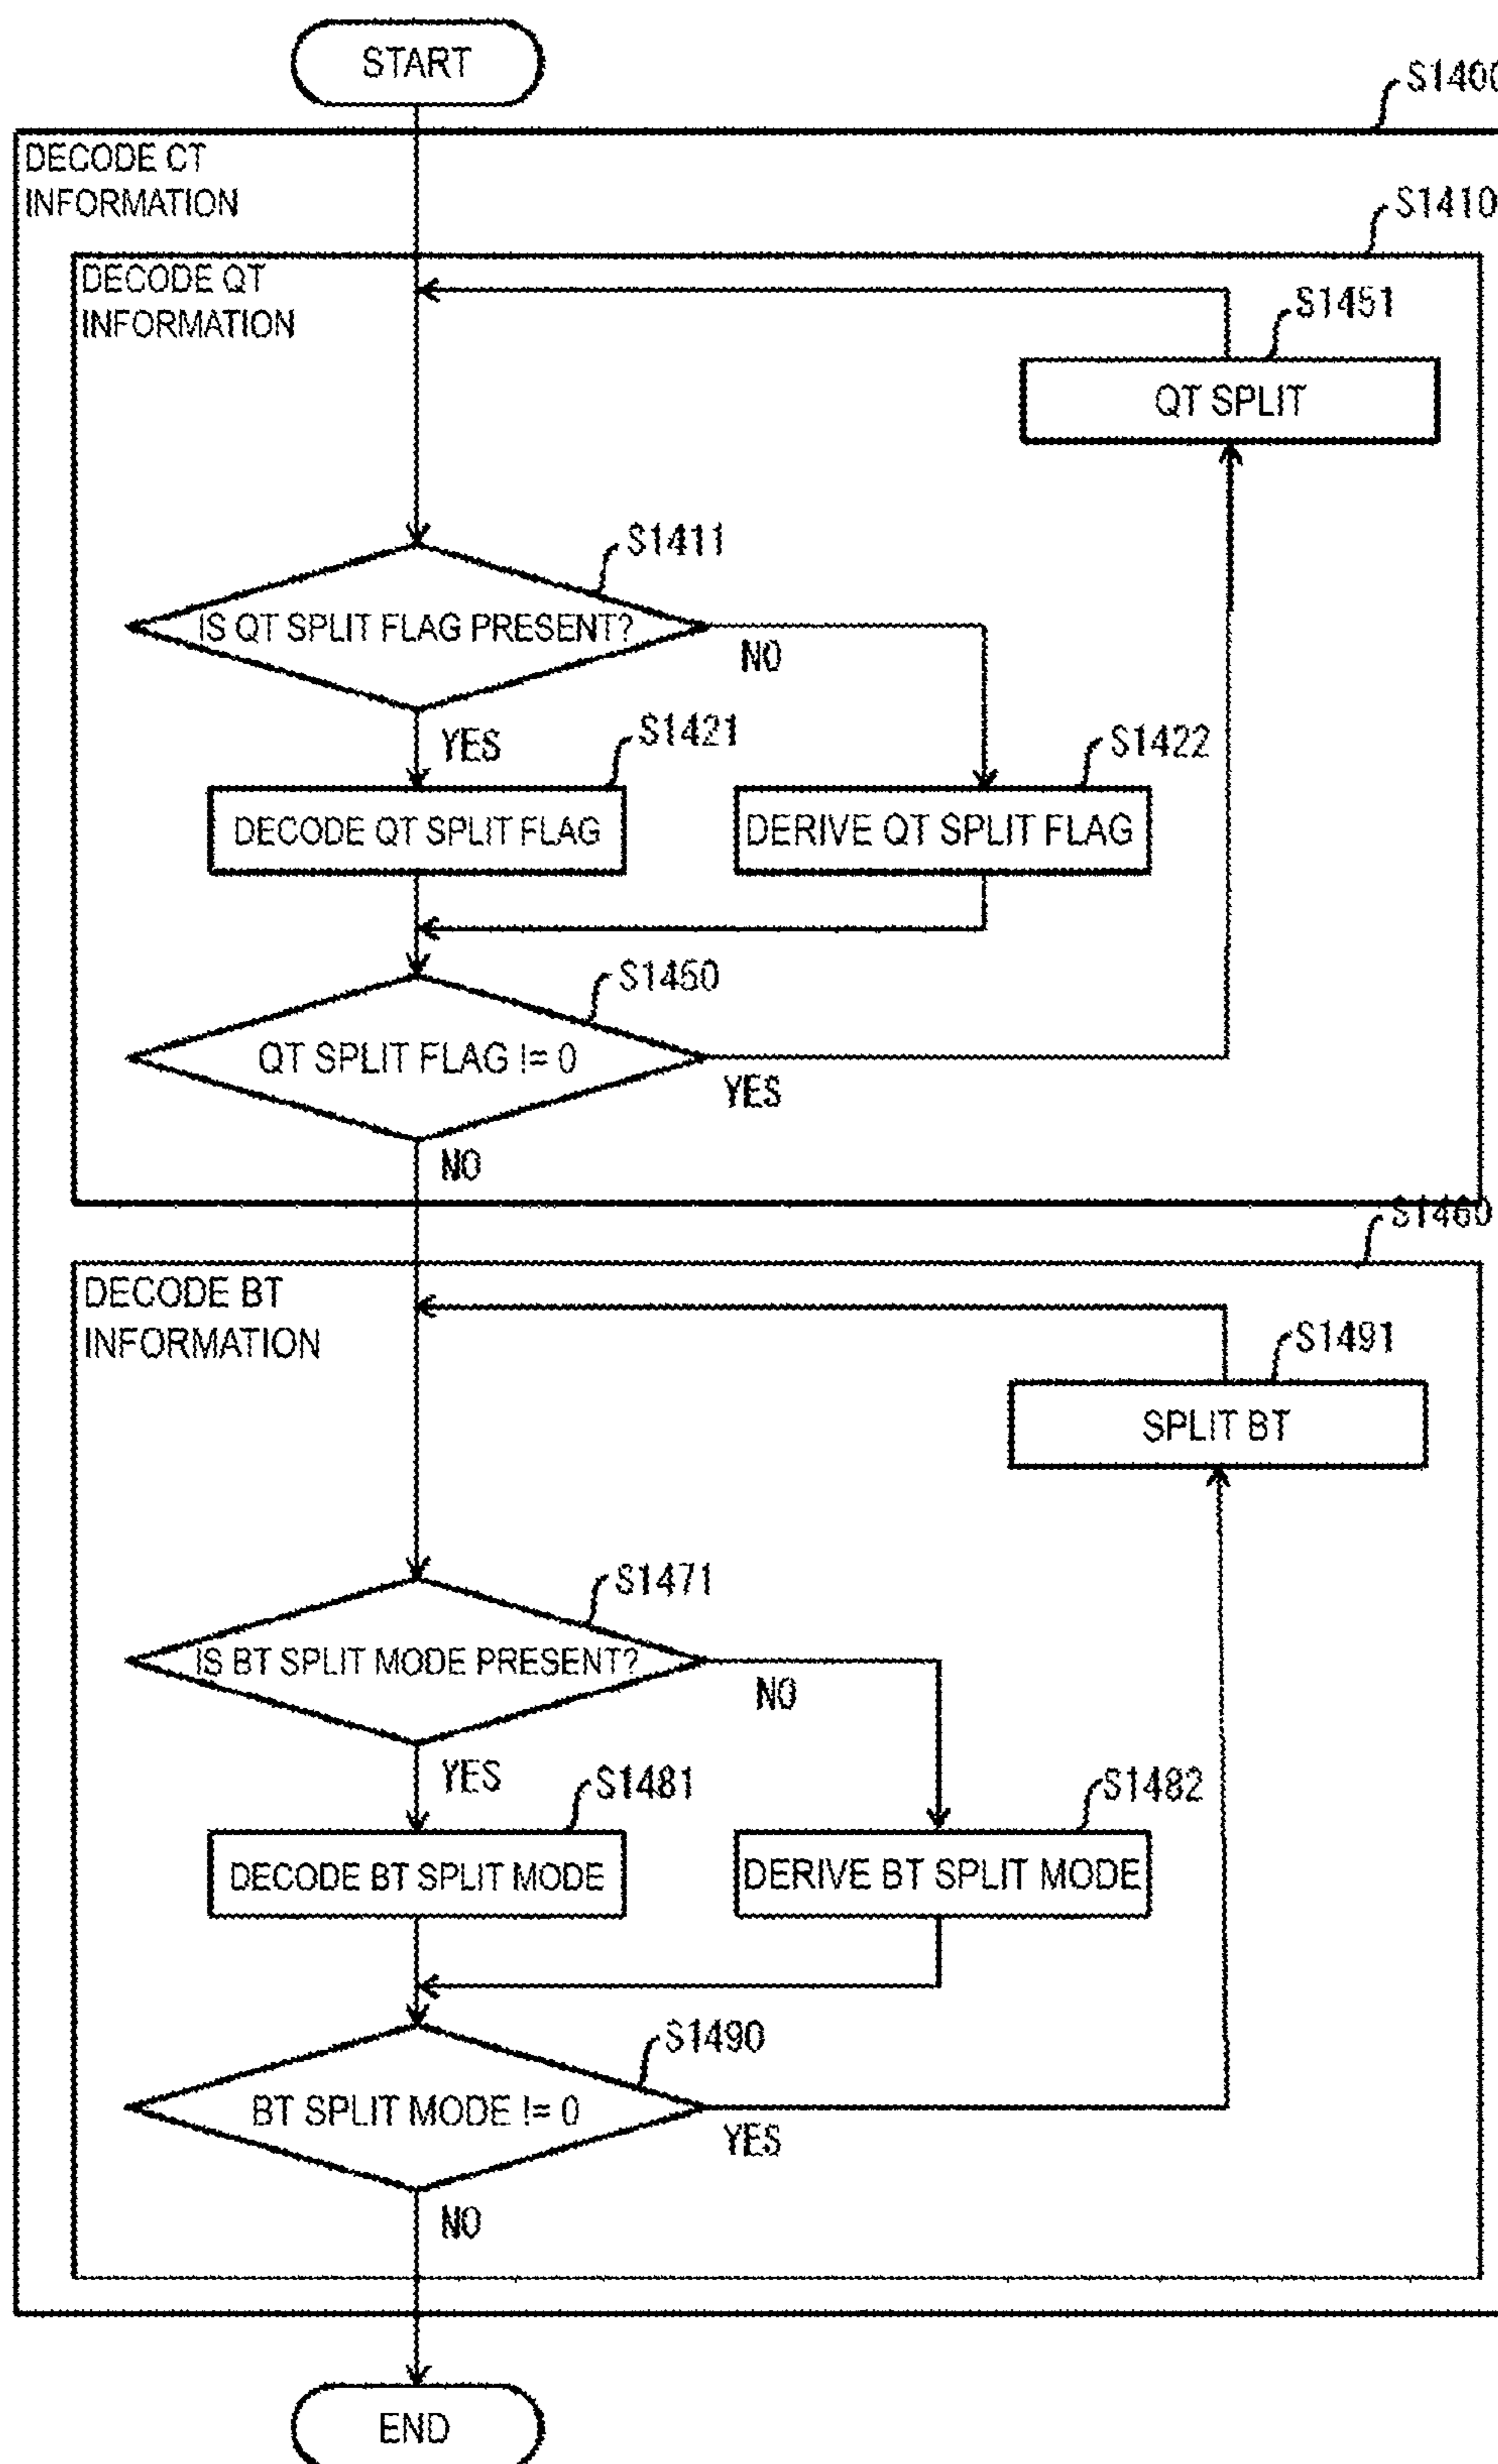 START
S1400
DECODE CT
INFORMATION
S1410
DECODE QT
INFORMATION
S1451
QT SPLIT
S1411
IS QT SPLIT FLAG PRESENT?
NO
YES
S1421
S1422
DECODE QT SPLIT FLAG
DERIVE QT SPLIT FLAG
S1450
QT SPLIT FLAG != 0
YES
NO
S1460
DECODE BT
INFORMATION
S1491
SPLIT BT
S1471
IS BT SPLIT MODE PRESENT?
NO
YES
S1481
S1482
DECODE BT SPLIT MODE
DERIVE BT SPLIT MODE
S1490
BT SPLIT MODE != 0
YES
NO
END